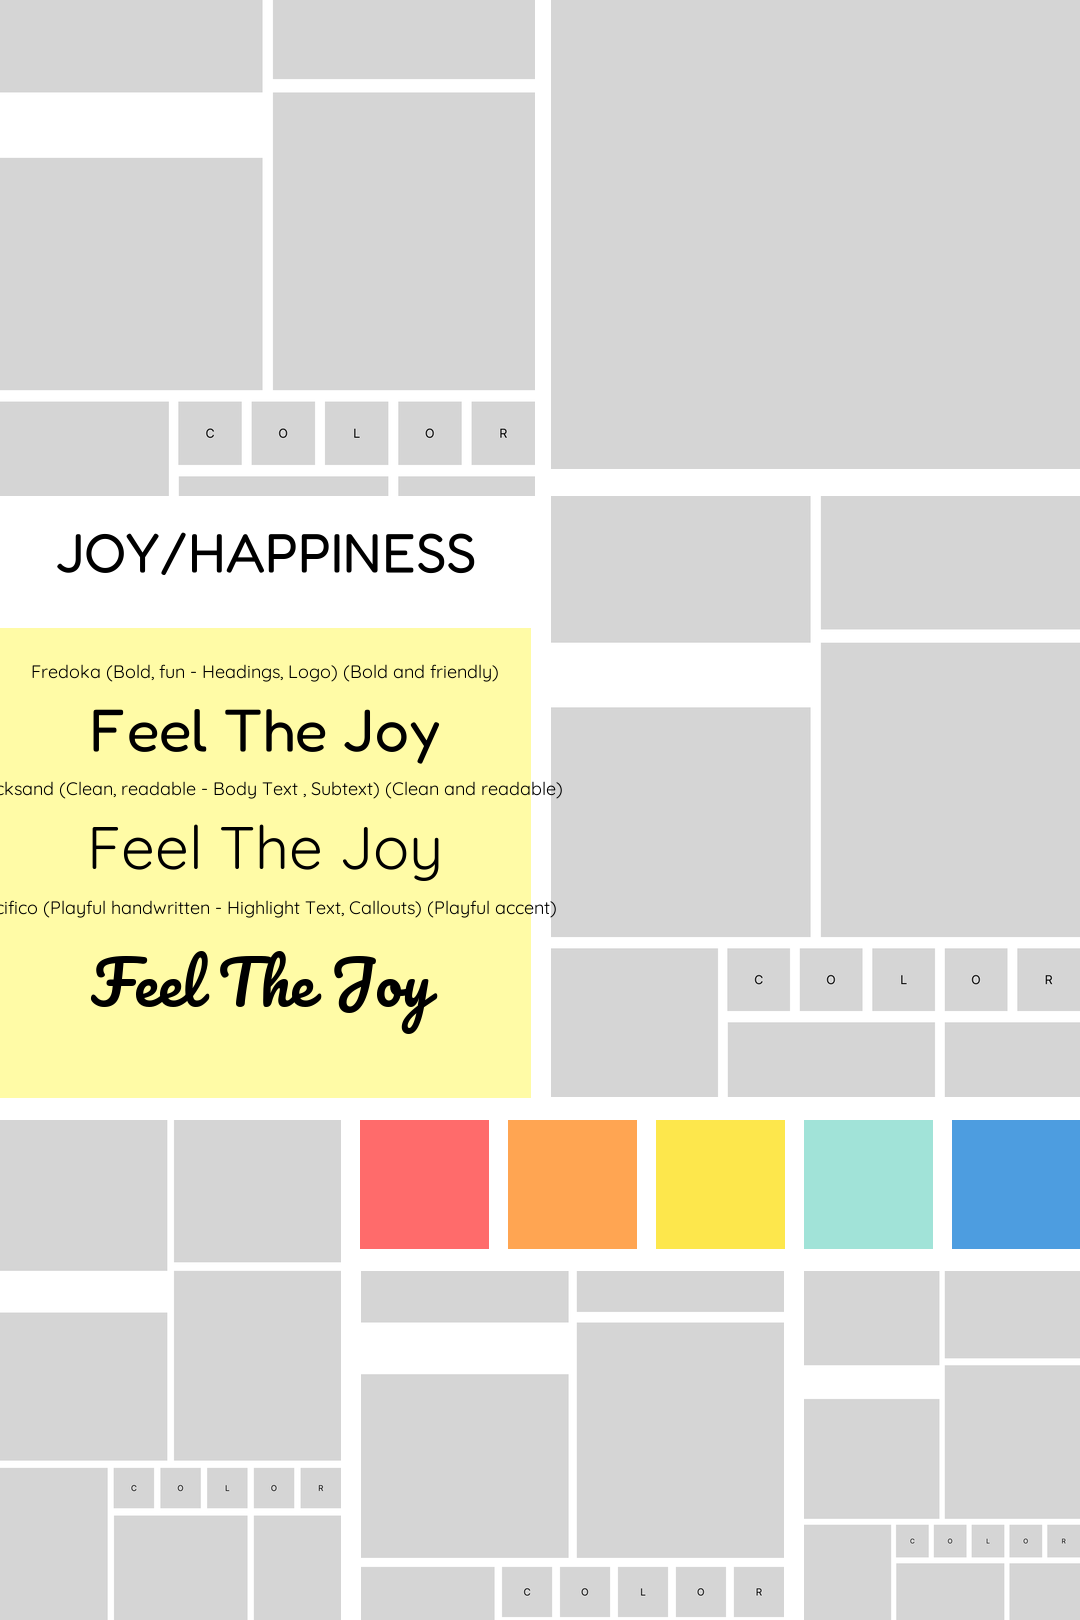 C O L O R
JOY/HAPPINESS
Fredoka (Bold, fun - Headings, Logo) (Bold and friendly)
Feel The Joy
cksand (Clean, readable - Body Text , Subtext) (Clean and readable)
Feel The Joy
cifico (Playful handwritten - Highlight Text, Callouts) (Playful accent)
Feel The Joy
C O L O R
C O L O R
C O L O R
C O L O R